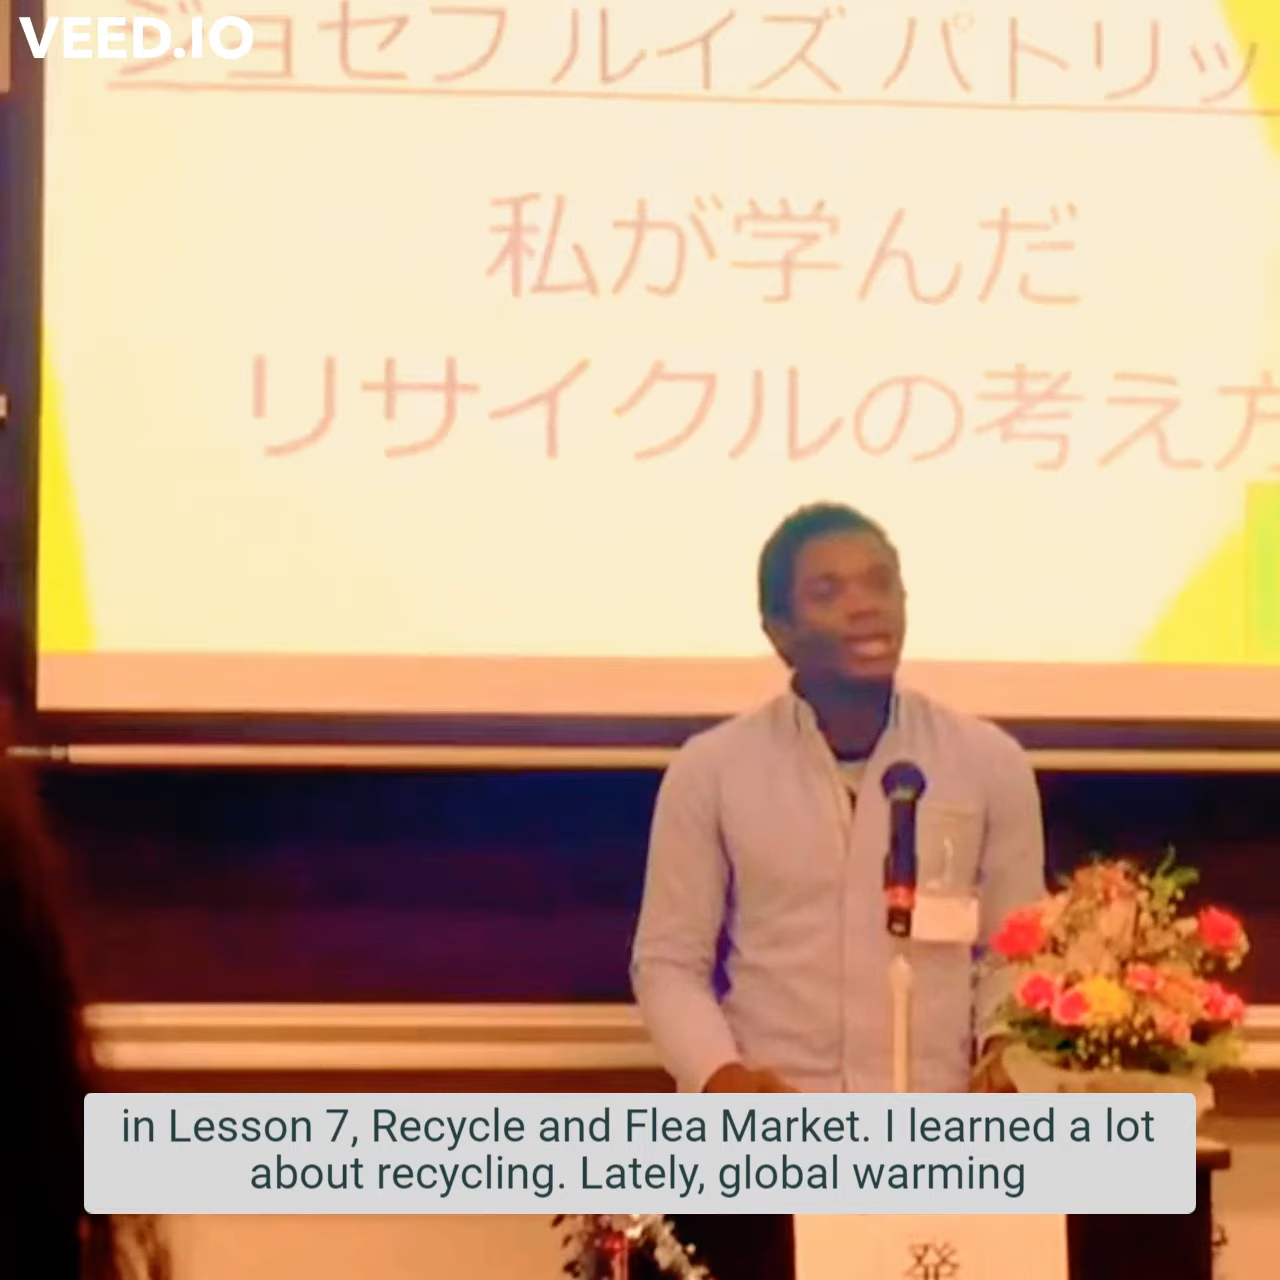 VEED.IO
ジョセフ ルイズ パトリッ
私が学んだ
リサイクルの考え方
in Lesson 7, Recycle and Flea Market. I learned a lot
about recycling. Lately, global warming
発